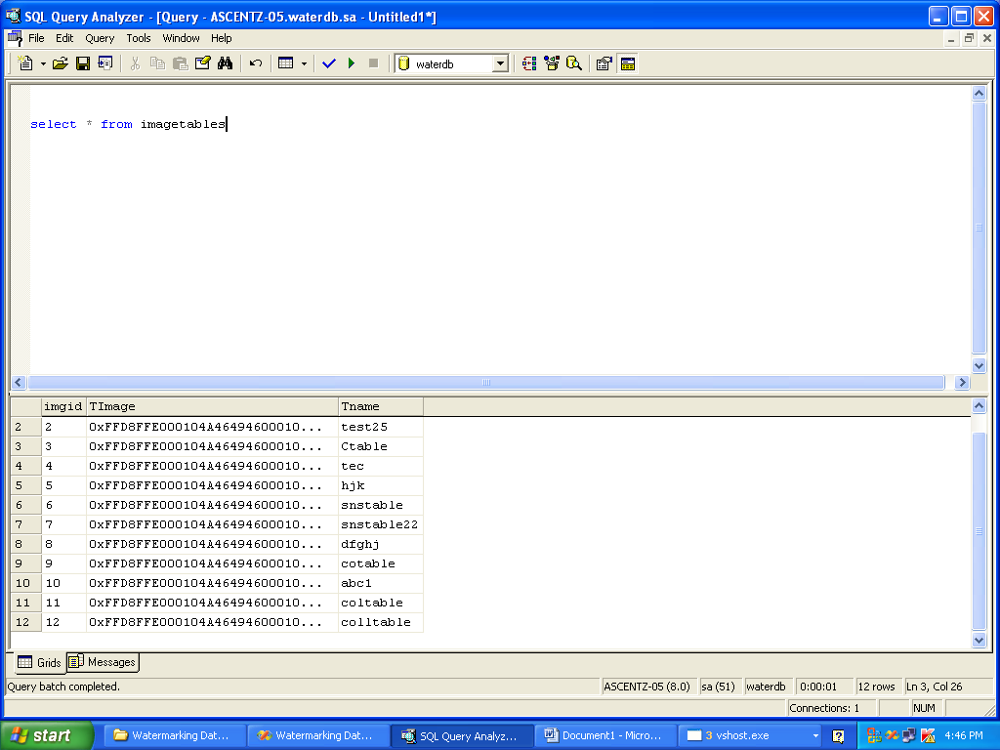 SQL Query Analyzer - [Query - ASCENTZ-05.waterdb.sa - Untitled1*]
File Edit Query Tools Window Help
waterdb
select * from imagetables
imgid TImage Tname
2 2 0xFFD8FFE000104A46494600010... test25
3 3 0xFFD8FFE000104A46494600010... Ctable
4 4 0xFFD8FFE000104A46494600010... tec
5 5 0xFFD8FFE000104A46494600010... hjk
6 6 0xFFD8FFE000104A46494600010... snstable
7 7 0xFFD8FFE000104A46494600010... snstable22
8 8 0xFFD8FFE000104A46494600010... dfghj
9 9 0xFFD8FFE000104A46494600010... cotable
10 10 0xFFD8FFE000104A46494600010... abc1
11 11 0xFFD8FFE000104A46494600010... coltable
12 12 0xFFD8FFE000104A46494600010... colltable
Grids Messages
Query batch completed. ASCENTZ-05 (8.0) sa (51) waterdb 0:00:01 12 rows Ln 3, Col 26
Connections: 1 NUM
start Watermarking Dat... Watermarking Dat... SQL Query Analyz... Document1 - Micro... 3 vshost.exe 4:46 PM